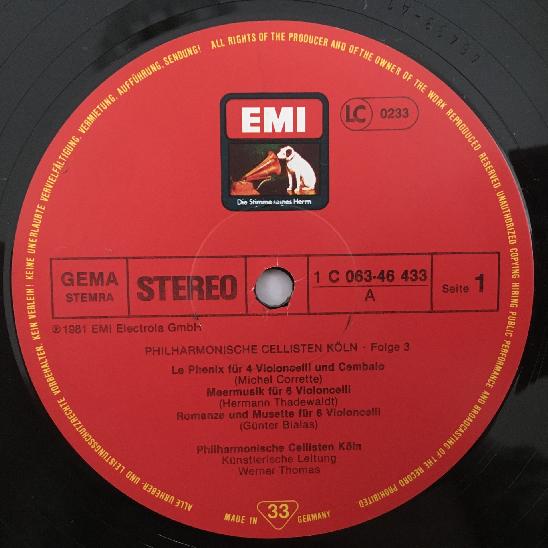 ALLE URHEBER- UND LEISTUNGSSCHUTZRECHTE VORBEHALTEN. KEIN VERLEIH! KEINE UNERLAUBTE VERVIELFÄLTIGUNG, VERMIETUNG, AUFFÜHRUNG, SENDUNG! ALL RIGHTS OF THE PRODUCER AND OF THE OWNER OF THE WORK REPRODUCED RESERVED UNAUTHORIZED COPYING HIRING PUBLIC PERFORMANCE AND BROADCASTING OF THE RECORD PROHIBITED
EMI
LC 0233
Die Stimme seines Herrn
GEMA
STEMRA
STEREO
1 C 063-46 433
A
Seite 1
℗1981 EMI Electrola GmbH
PHILHARMONISCHE CELLISTEN KÖLN · Folge 3
Le Phenix für 4 Violoncelli und Cembalo
(Michel Corrette)
Meermusik für 6 Violoncelli
(Hermann Thadewaldt)
Romanze und Musette für 6 Violoncelli
(Günter Bialas)
Philharmonische Cellisten Köln
Künstlerische Leitung
Werner Thomas
MADE IN 33 GERMANY